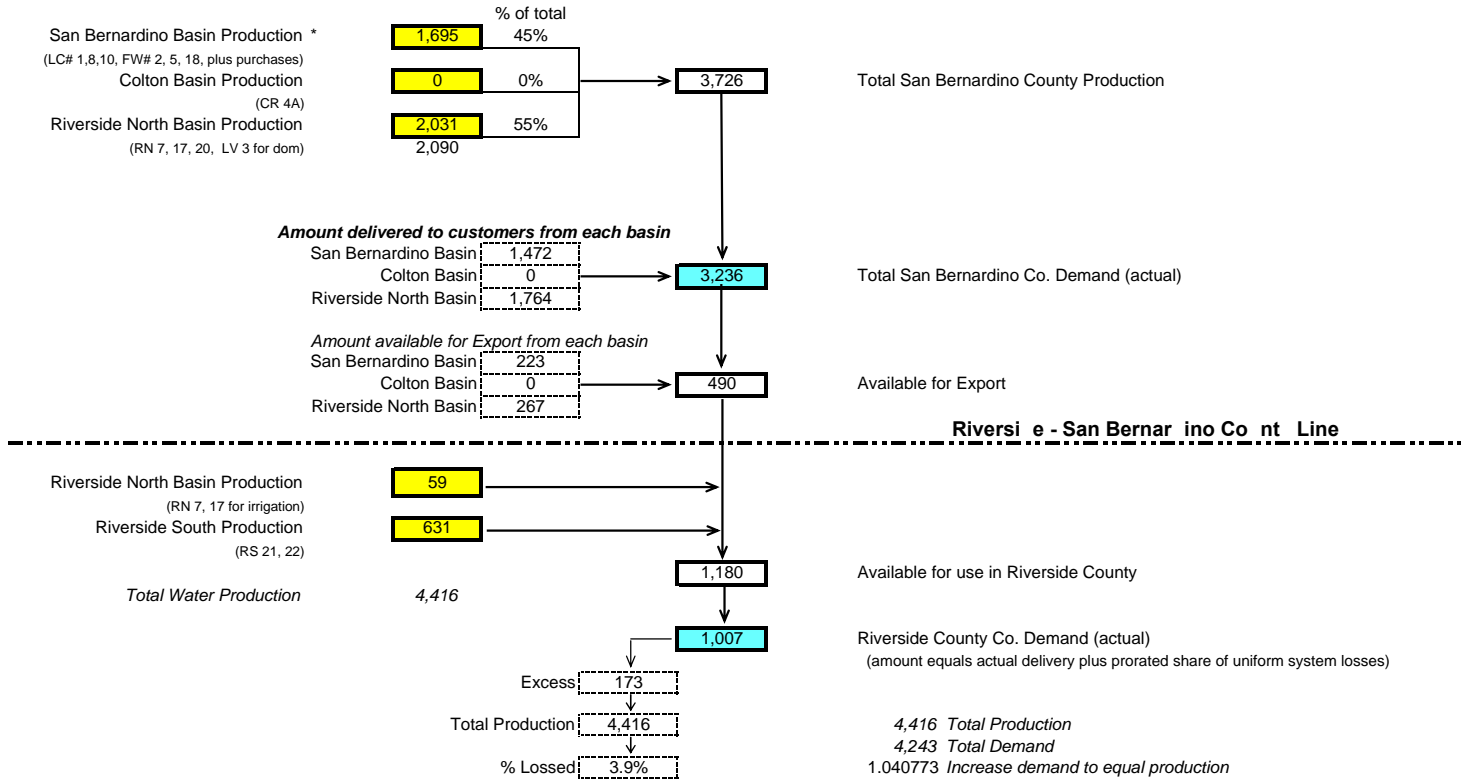 % of total
San Bernardino Basin Production * 1,695 45%
(LC# 1,8,10, FW# 2, 5, 18, plus purchases)
Colton Basin Production 0 0% 3,726 Total San Bernardino County Production
(CR 4A)
Riverside North Basin Production 2,031 55%
(RN 7, 17, 20, LV 3 for dom) 2,090
Amount delivered to customers from each basin
San Bernardino Basin 1,472
Colton Basin 0 3,236 Total San Bernardino Co. Demand (actual)
Riverside North Basin 1,764
Amount available for Export from each basin
San Bernardino Basin 223
Colton Basin 0 490 Available for Export
Riverside North Basin 267
Riversi e - San Bernar ino Co nt Line
Riverside North Basin Production 59
(RN 7, 17 for irrigation)
Riverside South Production 631
(RS 21, 22)
1,180 Available for use in Riverside County
Total Water Production 4,416
1,007 Riverside County Co. Demand (actual)
(amount equals actual delivery plus prorated share of uniform system losses)
Excess 173
Total Production 4,416 4,416 Total Production
4,243 Total Demand
% Lossed 3.9% 1.040773 Increase demand to equal production